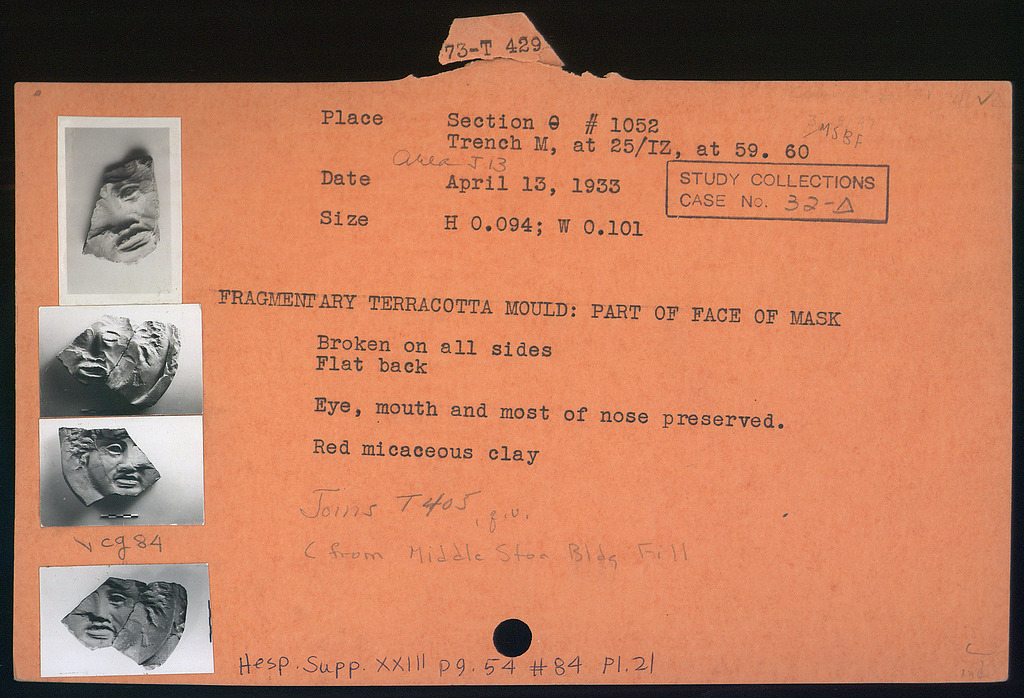 73-T 429
Place Section Θ # 1052
Trench M, at 25/IZ, at 59. 60
MSBF
Area J 13
Date April 13, 1933
STUDY COLLECTIONS
CASE No. 32-Δ
Size H 0.094; W 0.101
FRAGMENTARY TERRACOTTA MOULD: PART OF FACE OF MASK
Broken on all sides
Flat back
Eye, mouth and most of nose preserved.
Red micaceous clay
Joins T 405, q.v.
(from Middle Stoa Bldg Fill
✓ cg 84
Hesp. Supp. XXIII pg. 54 #84 Pl. 21